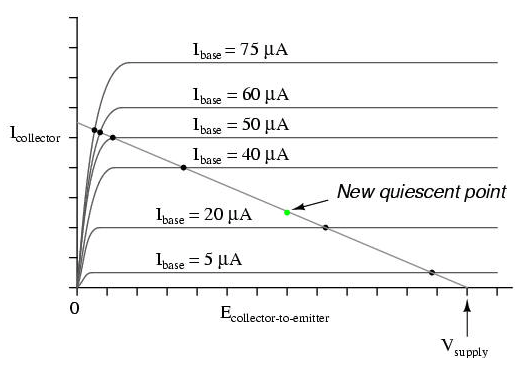 Ibase = 75 μA
Ibase = 60 μA
Ibase = 50 μA
Icollector
Ibase = 40 μA
New quiescent point
Ibase = 20 μA
Ibase = 5 μA
0
Ecollector-to-emitter
Vsupply